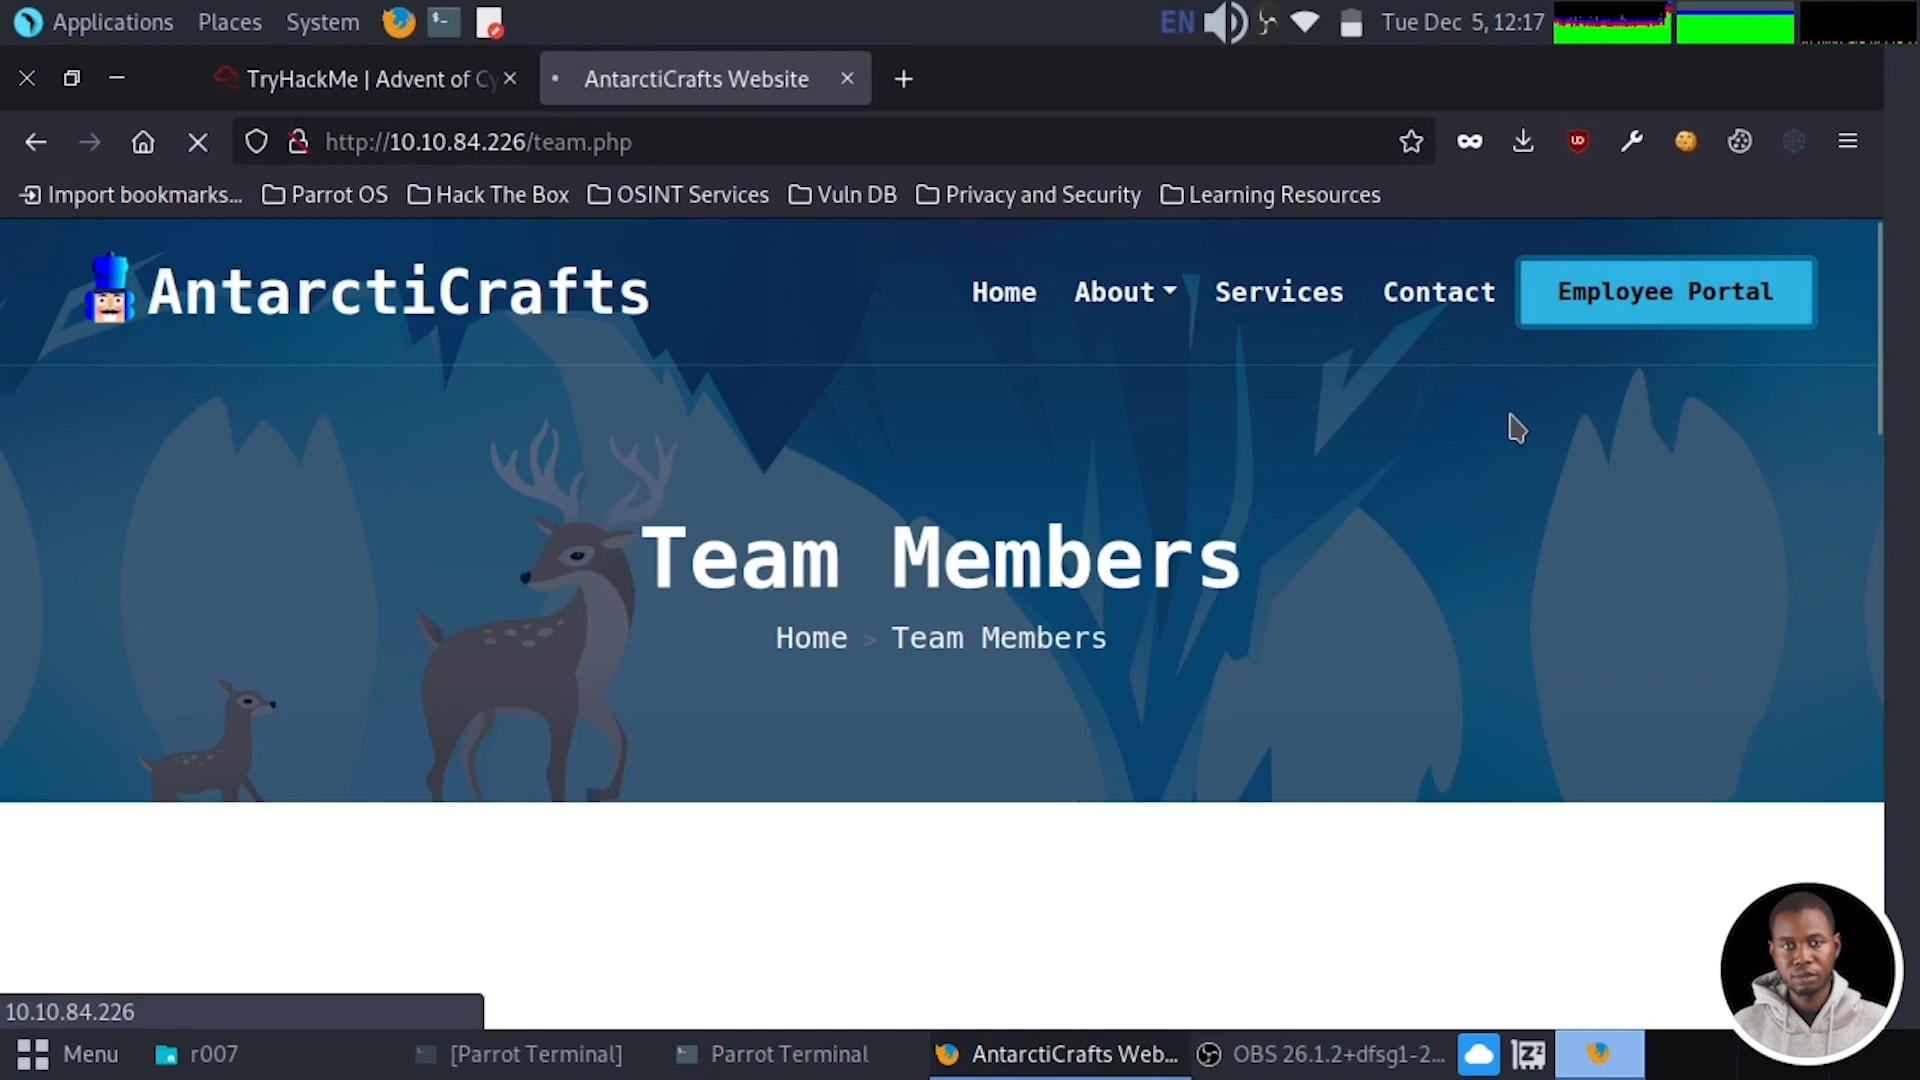 Applications Places System EN Tue Dec 5, 12:17
TryHackMe | Advent of Cy AntarctiCrafts Website
http://10.10.84.226/team.php
Import bookmarks... Parrot OS Hack The Box OSINT Services Vuln DB Privacy and Security Learning Resources
AntarctiCrafts Home About Services Contact Employee Portal
Team Members
Home > Team Members
10.10.84.226
Menu r007 [Parrot Terminal] Parrot Terminal AntarctiCrafts Web... OBS 26.1.2+dfsg1-2...